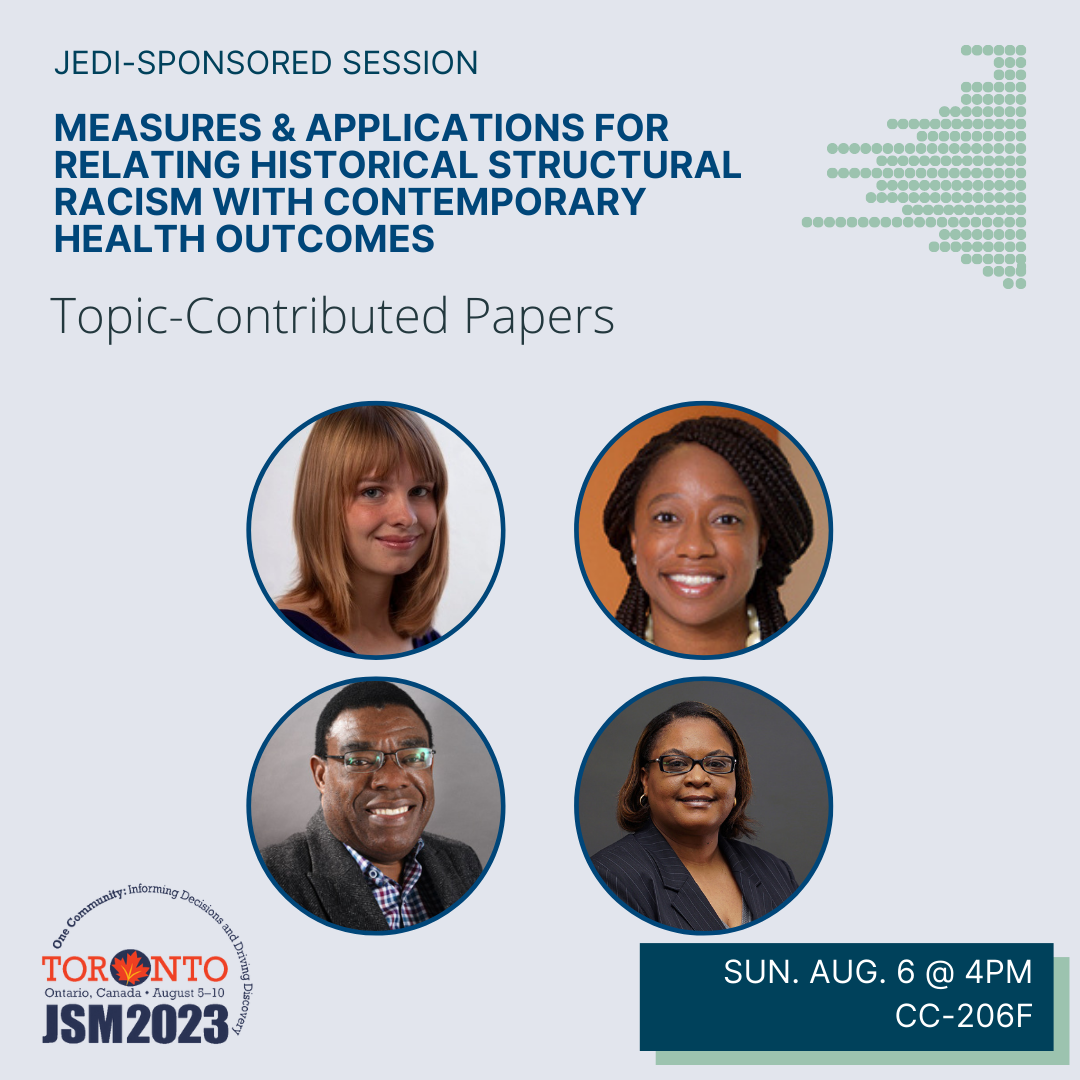 JEDI-SPONSORED SESSION
MEASURES & APPLICATIONS FOR
RELATING HISTORICAL STRUCTURAL
RACISM WITH CONTEMPORARY
HEALTH OUTCOMES
Topic-Contributed Papers
One Community: Informing Decisions and Driving Discovery
TORONTO
Ontario, Canada • August 5–10
JSM2023
SUN. AUG. 6 @ 4PM
CC-206F